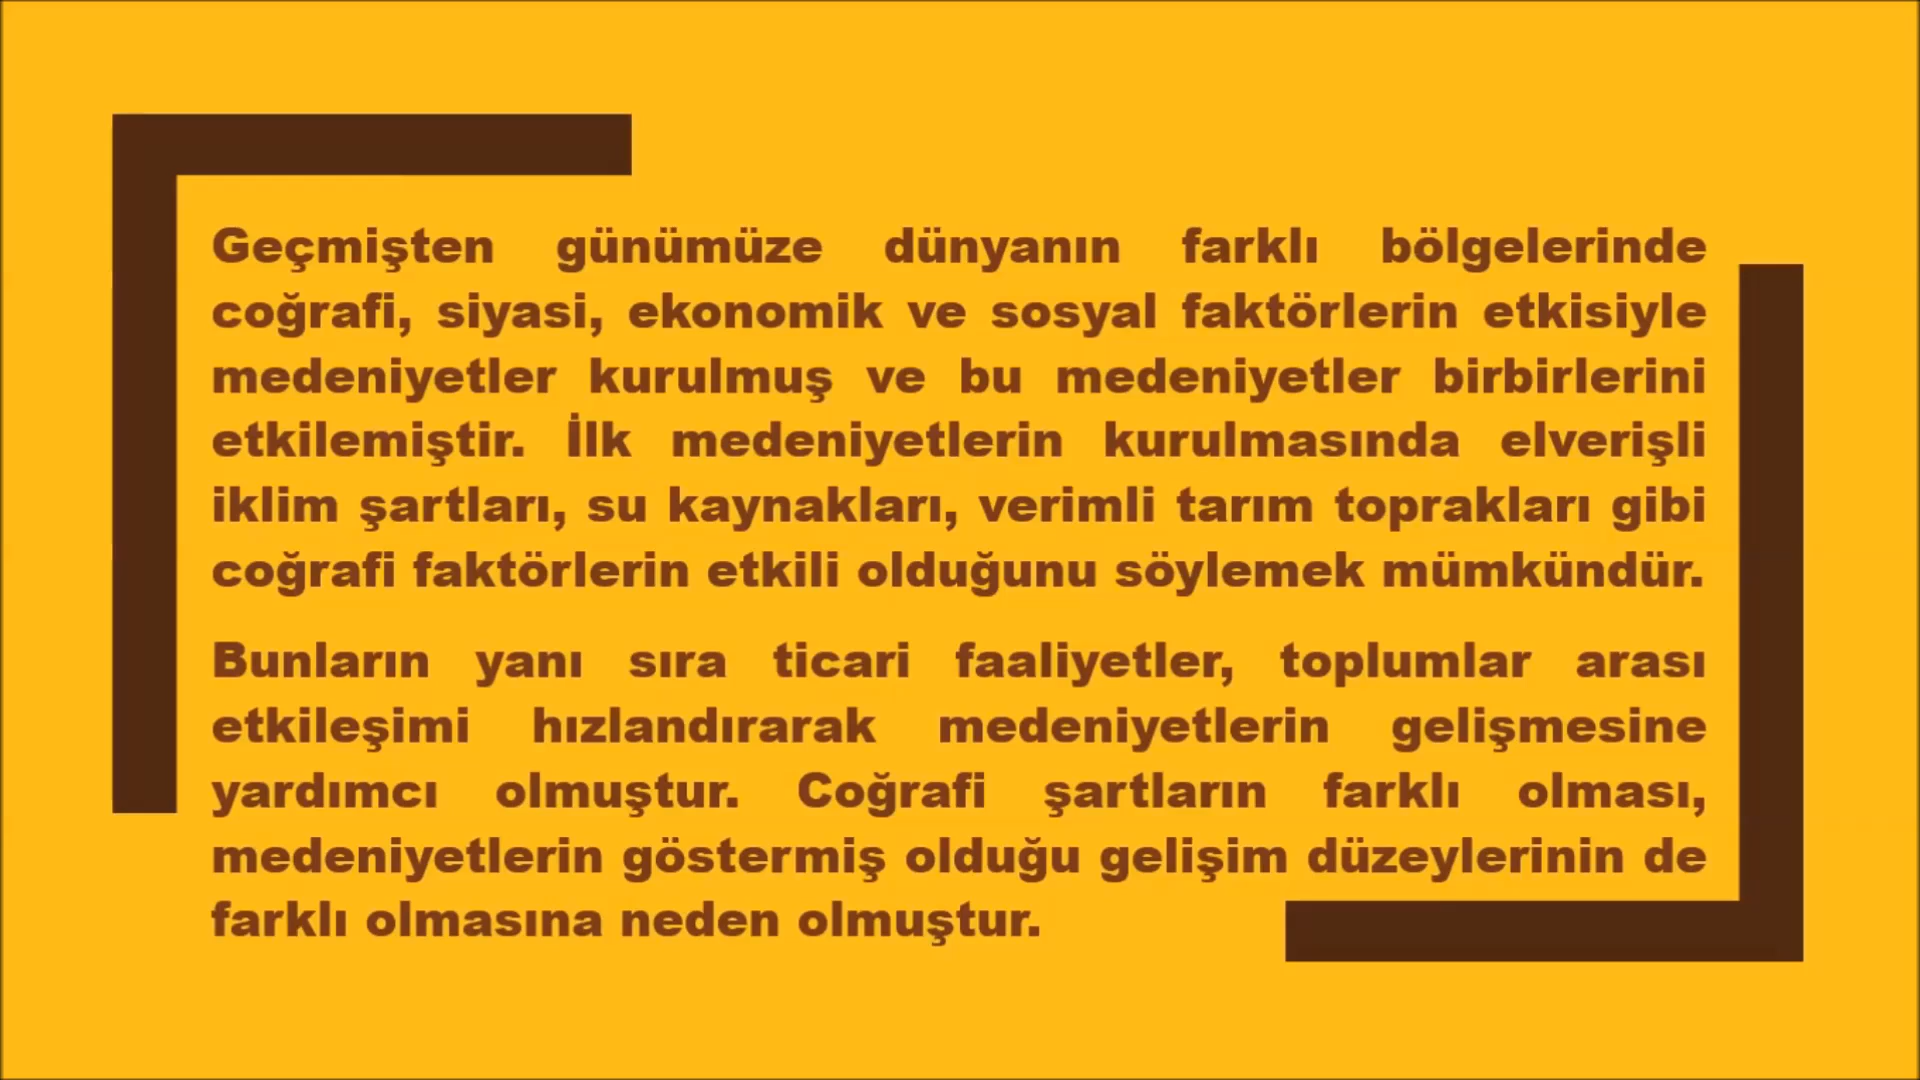 Geçmişten günümüze dünyanın farklı bölgelerinde
coğrafi, siyasi, ekonomik ve sosyal faktörlerin etkisiyle
medeniyetler kurulmuş ve bu medeniyetler birbirlerini
etkilemiştir. İlk medeniyetlerin kurulmasında elverişli
iklim şartları, su kaynakları, verimli tarım toprakları gibi
coğrafi faktörlerin etkili olduğunu söylemek mümkündür.
Bunların yanı sıra ticari faaliyetler, toplumlar arası
etkileşimi hızlandırarak medeniyetlerin gelişmesine
yardımcı olmuştur. Coğrafi şartların farklı olması,
medeniyetlerin göstermiş olduğu gelişim düzeylerinin de
farklı olmasına neden olmuştur.